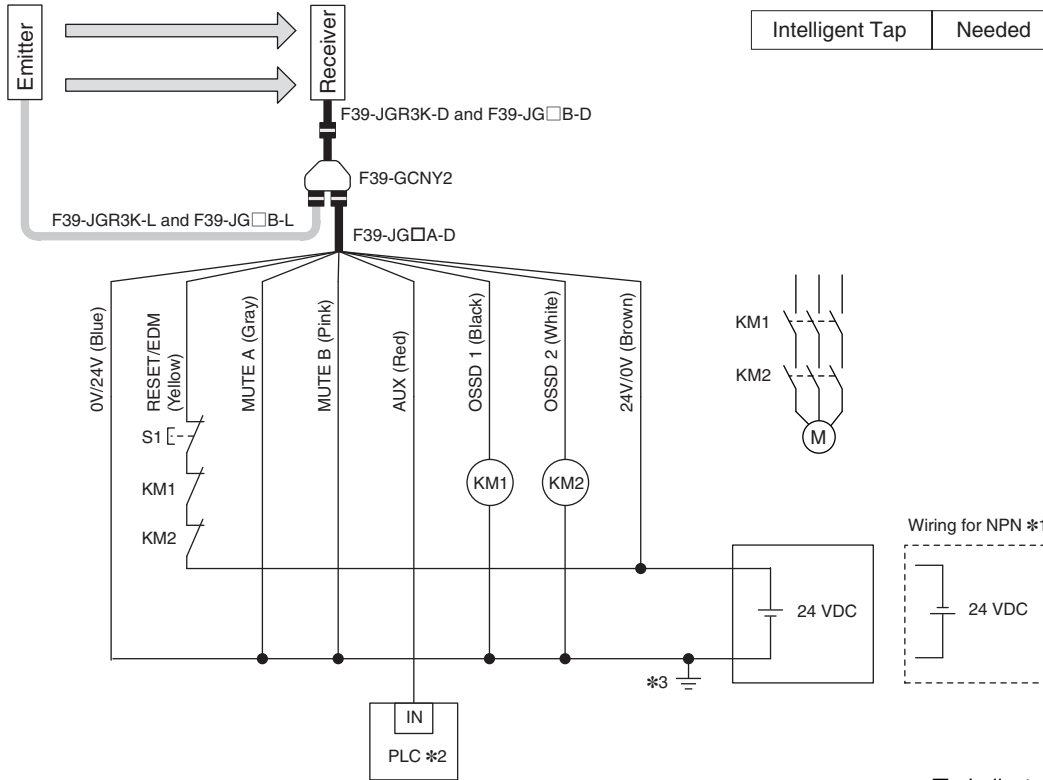 Emitter
Receiver
Intelligent Tap Needed
F39-JGR3K-D and F39-JG□B-D
F39-GCNY2
F39-JGR3K-L and F39-JG□B-L
F39-JG□A-D
0V/24V (Blue)
RESET/EDM
(Yellow)
MUTE A (Gray)
MUTE B (Pink)
AUX (Red)
OSSD 1 (Black)
OSSD 2 (White)
24V/0V (Brown)
KM1
KM2
M
S1
KM1
KM2
KM1
KM2
Wiring for NPN *1
24 VDC
24 VDC
*3
IN
PLC *2